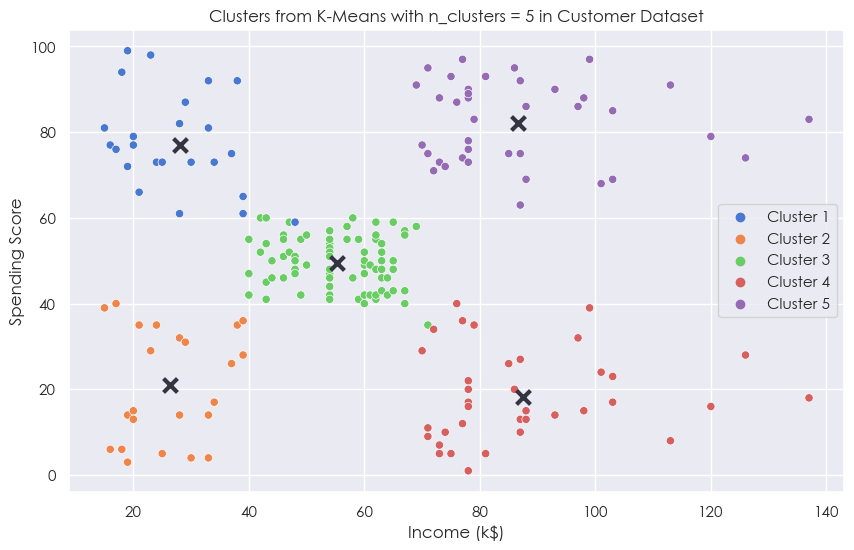 Clusters from K-Means with n_clusters = 5 in Customer Dataset
100
80
60
40
20
0
Spending Score
Cluster 1
Cluster 2
Cluster 3
Cluster 4
Cluster 5
20
40
60
80
100
120
140
Income (k$)